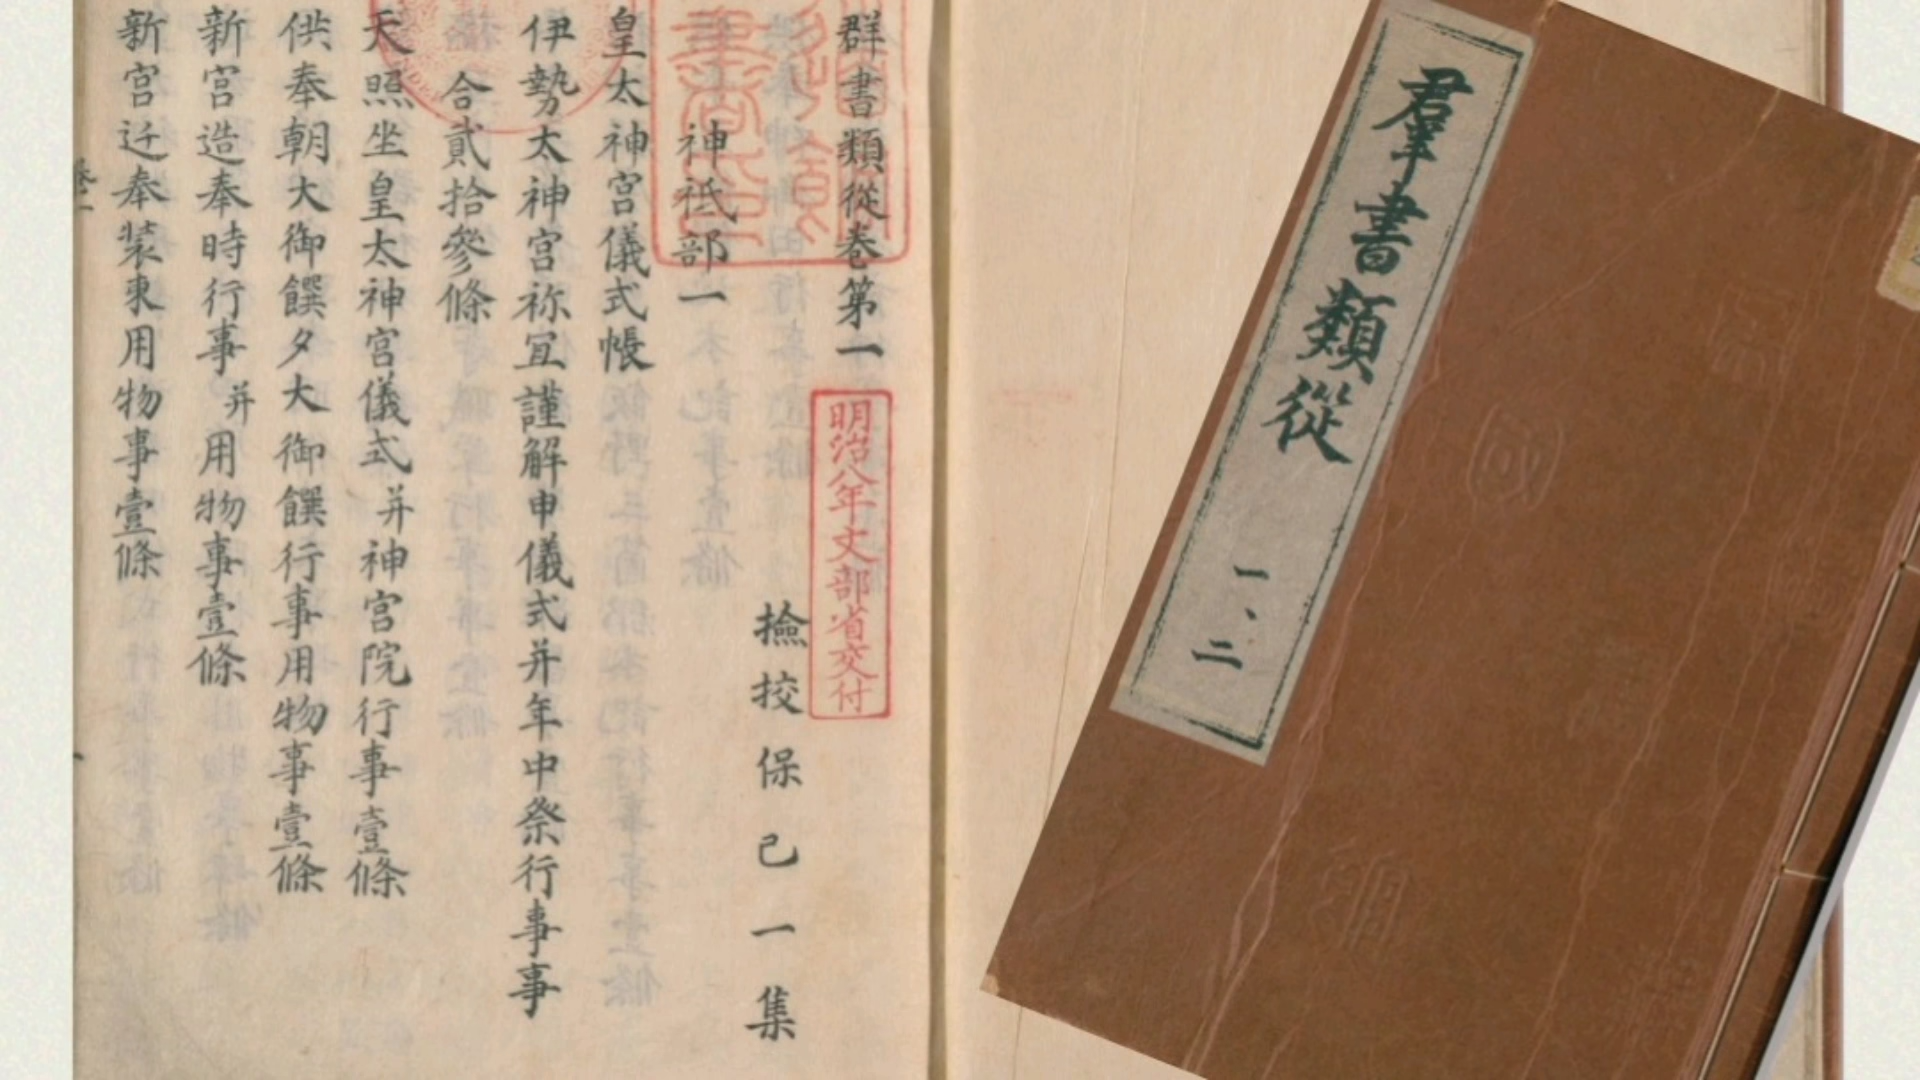 群書類從卷第一
明治八年文部省交付
撿挍保己一集
神祇部一
皇太神宮儀式帳
伊勢太神宮祢冝謹解申儀式并年中祭行事事
合貳拾參條
天照坐皇太神宮儀式并神宮院行事壹條
供奉朝大御饌夕大御饌行事用物事壹條
新宮造奉時行事并用物事壹條
新宮迁奉装束用物事壹條
羣書類從
一、二